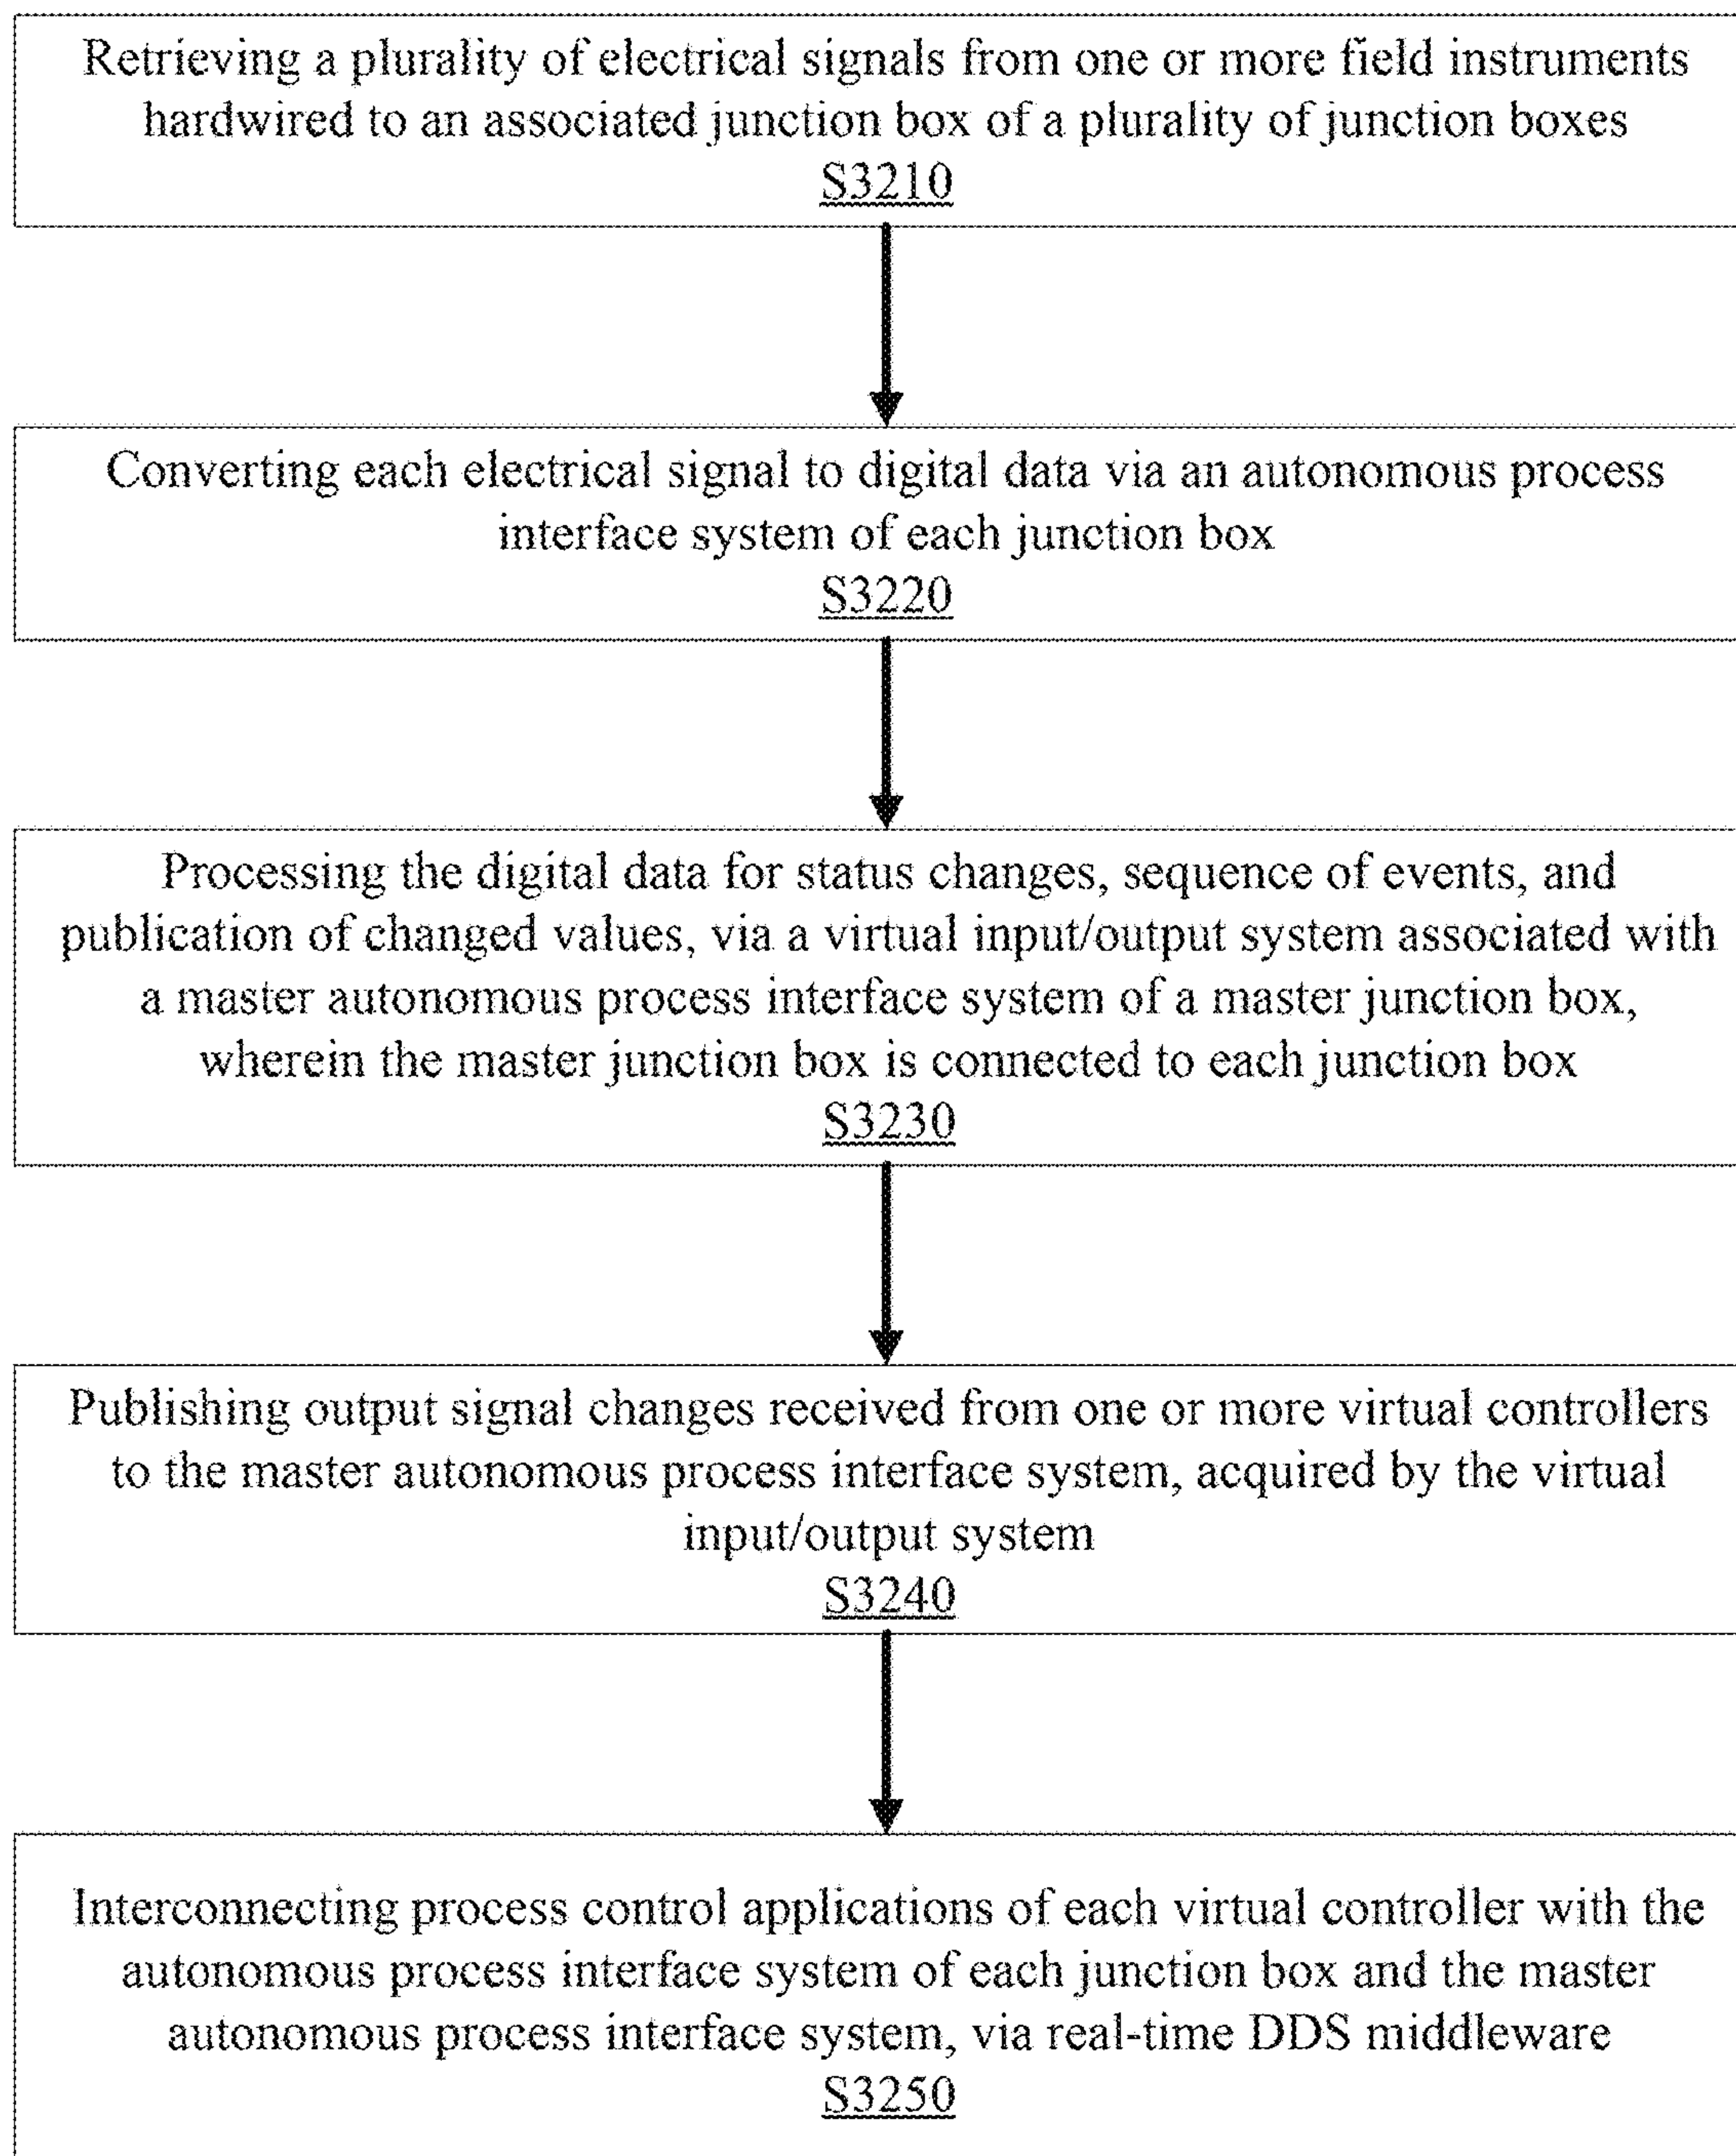 Retrieving a plurality of electrical signals from one or more field instruments
hardwired to an associated junction box of a plurality of junction boxes
S3210
Converting each electrical signal to digital data via an autonomous process
interface system of each junction box
S3220
Processing the digital data for status changes, sequence of events, and
publication of changed values, via a virtual input/output system associated with
a master autonomous process interface system of a master junction box,
wherein the master junction box is connected to each junction box
S3230
Publishing output signal changes received from one or more virtual controllers
to the master autonomous process interface system, acquired by the virtual
input/output system
S3240
Interconnecting process control applications of each virtual controller with the
autonomous process interface system of each junction box and the master
autonomous process interface system, via real-time DDS middleware
S3250